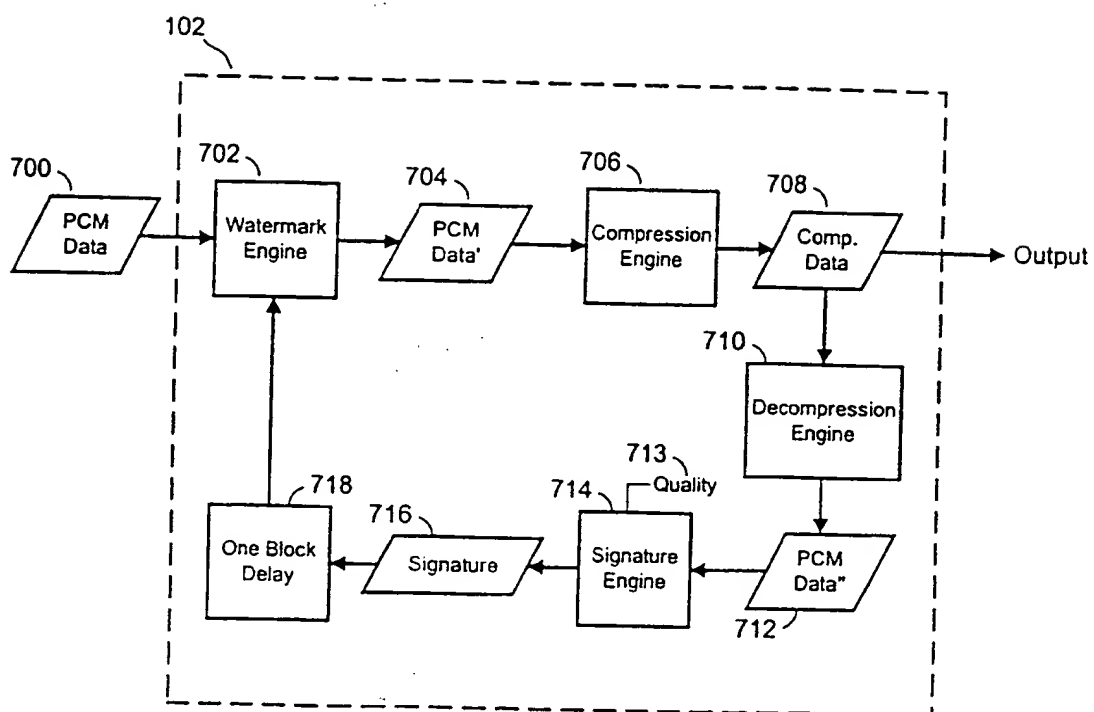 102
700
PCM
Data
702
Watermark
Engine
704
PCM
Data'
706
Compression
Engine
708
Comp.
Data
Output
710
Decompression
Engine
PCM
Data"
712
713
Quality
714
Signature
Engine
716
Signature
718
One Block
Delay